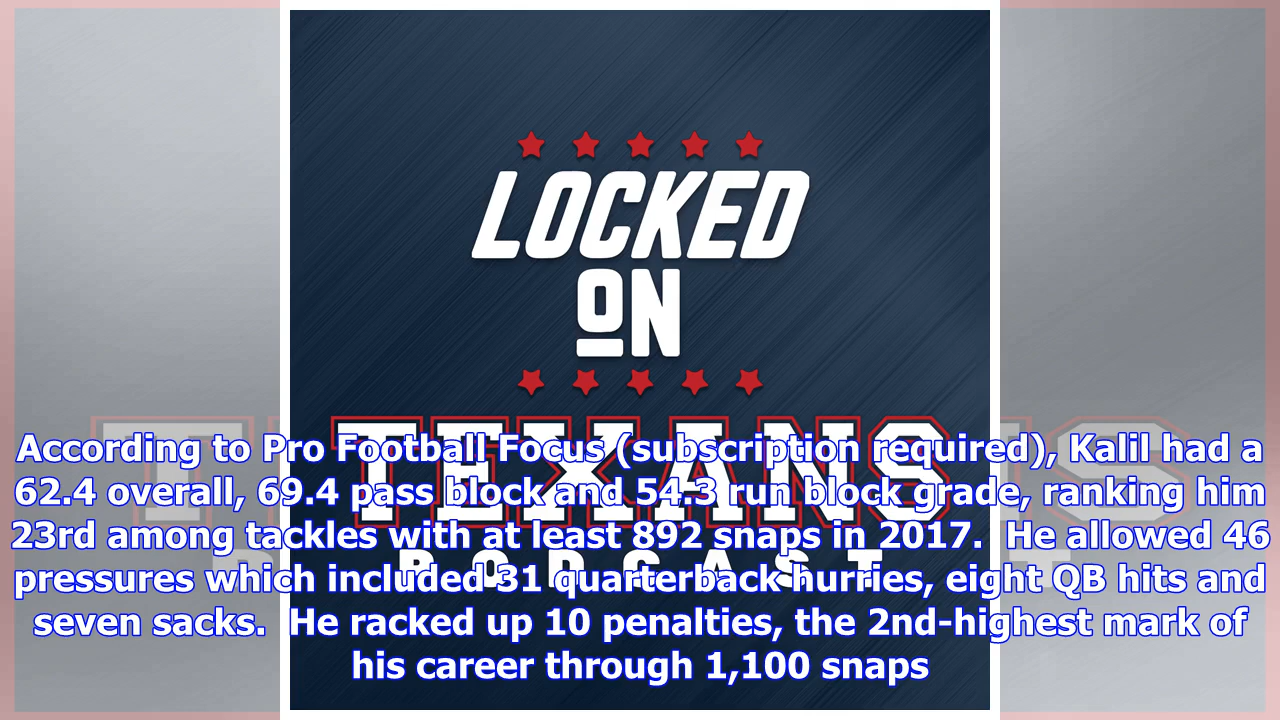 LOCKED
ON
TEXANS
PODCAST
According to Pro Football Focus (subscription required), Kalil had a
62.4 overall, 69.4 pass block and 54.3 run block grade, ranking him
23rd among tackles with at least 892 snaps in 2017.  He allowed 46
pressures which included 31 quarterback hurries, eight QB hits and
seven sacks.  He racked up 10 penalties, the 2nd-highest mark of
his career through 1,100 snaps